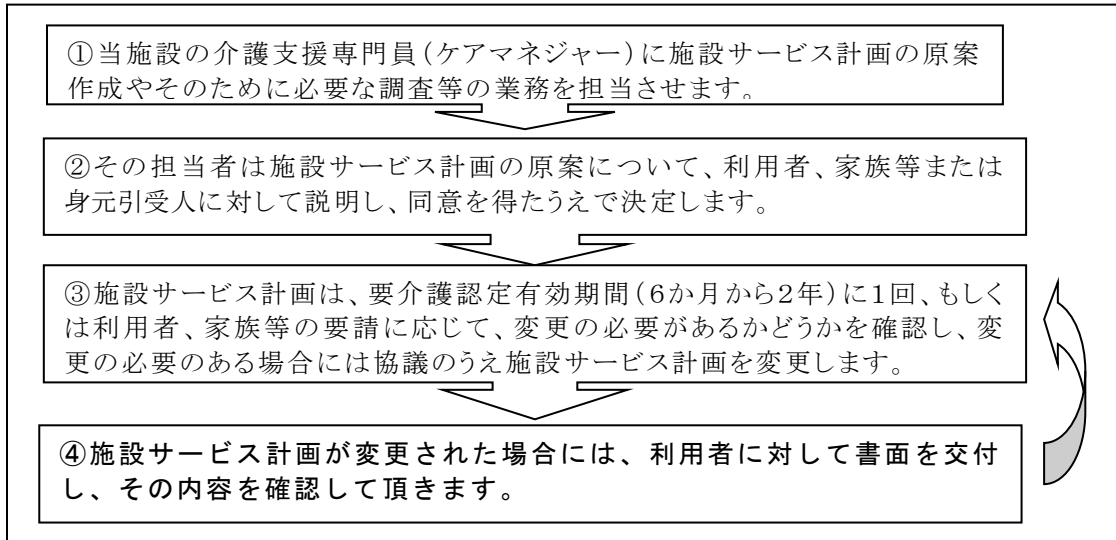 ①当施設の介護支援専門員(ケアマネジャー)に施設サービス計画の原案
作成やそのために必要な調査等の業務を担当させます。
②その担当者は施設サービス計画の原案について、利用者、家族等または
身元引受人に対して説明し、同意を得たうえで決定します。
③施設サービス計画は、要介護認定有効期間(6か月から2年)に1回、もしく
は利用者、家族等の要請に応じて、変更の必要があるかどうかを確認し、変
更の必要のある場合には協議のうえ施設サービス計画を変更します。
④施設サービス計画が変更された場合には、利用者に対して書面を交付
し、その内容を確認して頂きます。